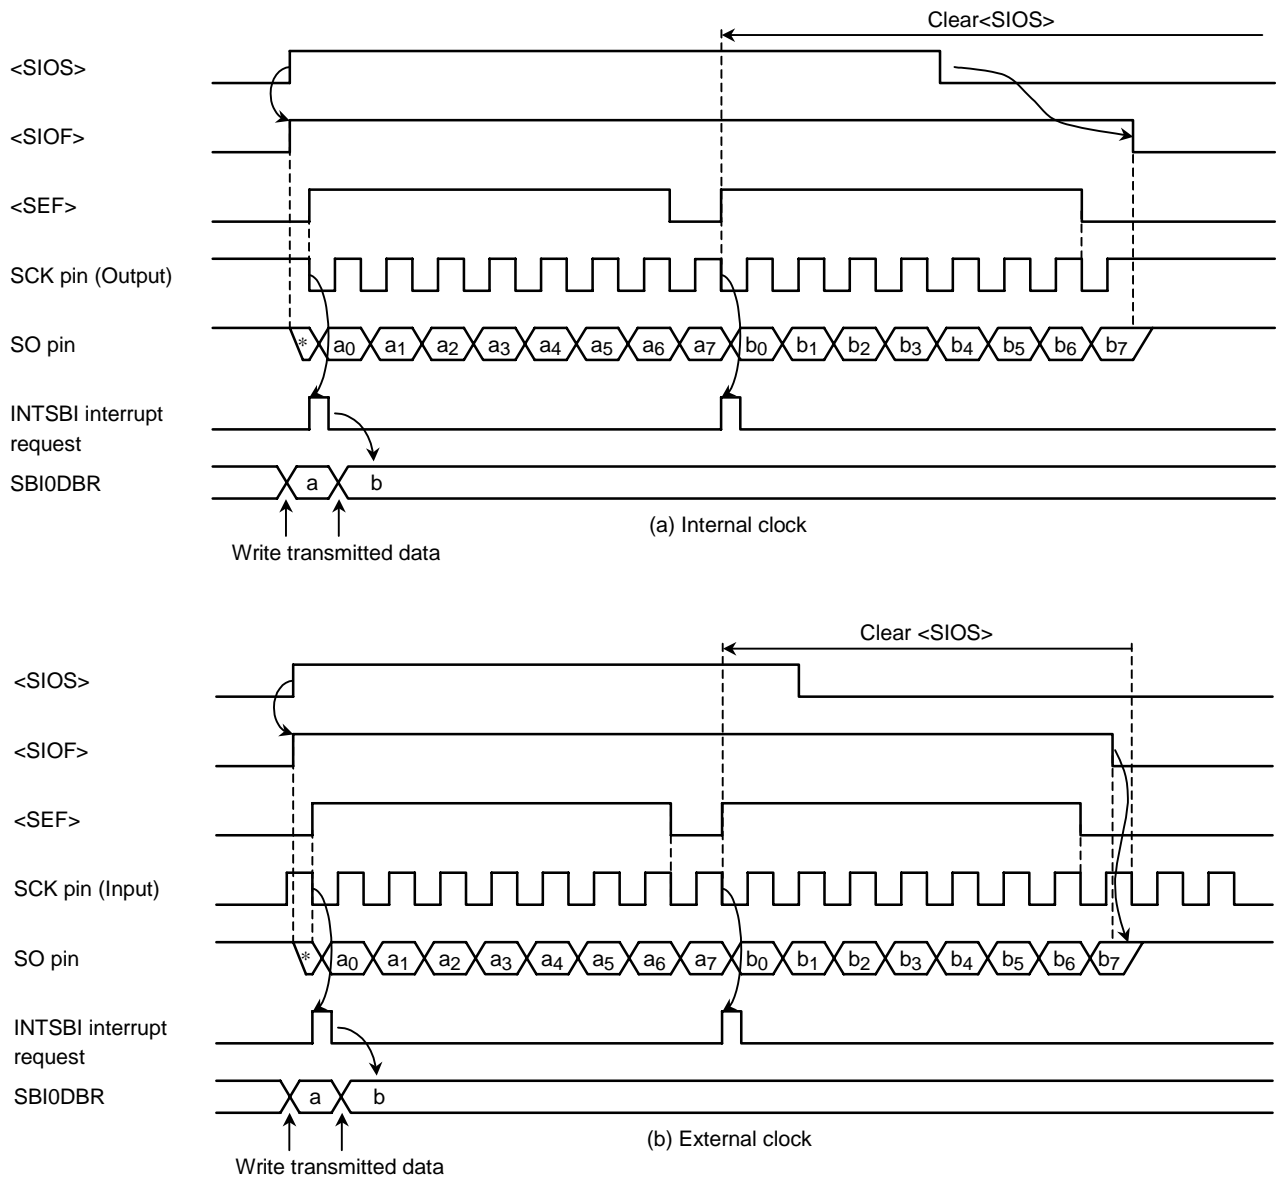 Clear<SIOS>
<SIOS>
<SIOF>
<SEF>
SCK pin (Output)
SO pin
* a0 a1 a2 a3 a4 a5 a6 a7 b0 b1 b2 b3 b4 b5 b6 b7
INTSBI interrupt
request
SBI0DBR
a b
(a) Internal clock
Write transmitted data
Clear <SIOS>
<SIOS>
<SIOF>
<SEF>
SCK pin (Input)
SO pin
* a0 a1 a2 a3 a4 a5 a6 a7 b0 b1 b2 b3 b4 b5 b6 b7
INTSBI interrupt
request
SBI0DBR
a b
(b) External clock
Write transmitted data